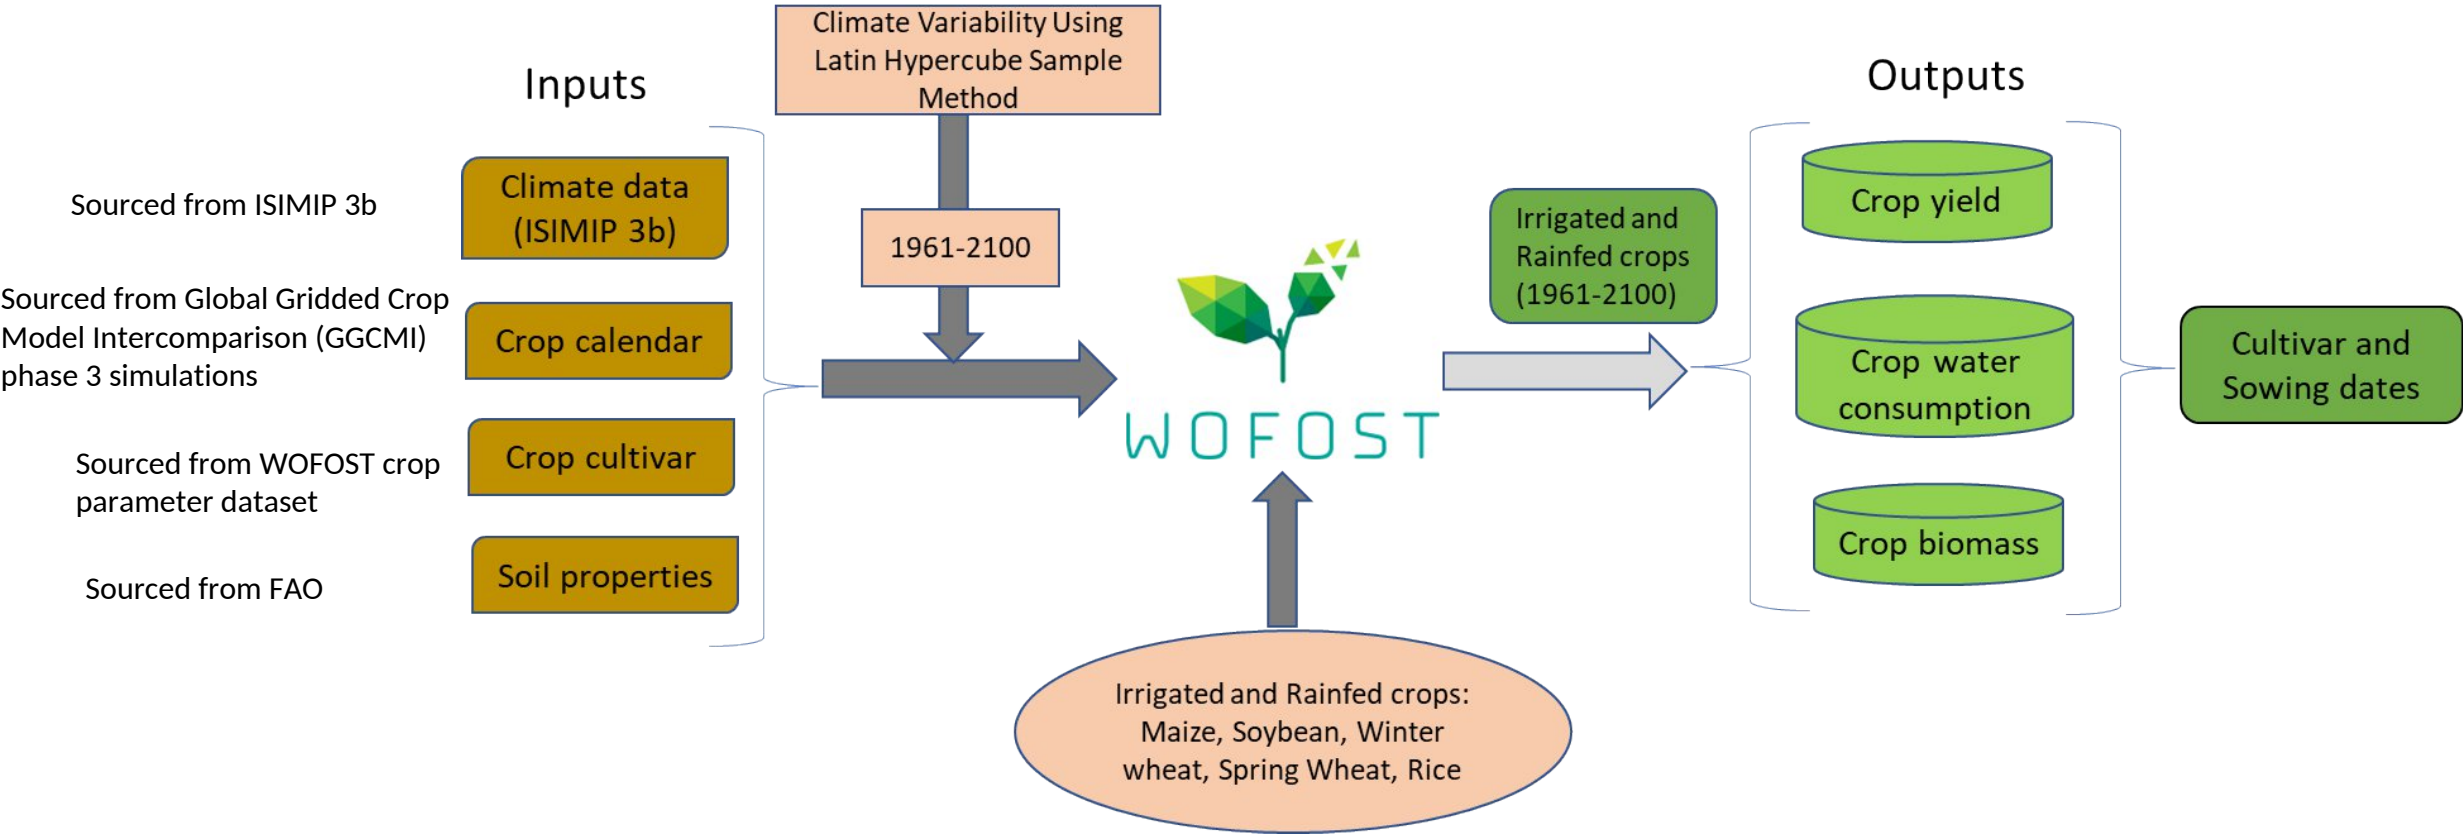 Climate Variability Using
Latin Hypercube Sample
Method
Inputs
Outputs
Sourced from ISIMIP 3b
Climate data
(ISIMIP 3b)
1961-2100
Sourced from Global Gridded Crop
Model Intercomparison (GGCMI)
phase 3 simulations
Crop calendar
Sourced from WOFOST crop
parameter dataset
Crop cultivar
Sourced from FAO
Soil properties
WOFOST
Irrigated and Rainfed crops:
Maize, Soybean, Winter
wheat, Spring Wheat, Rice
Irrigated and
Rainfed crops
(1961-2100)
Crop yield
Crop water
consumption
Crop biomass
Cultivar and
Sowing dates